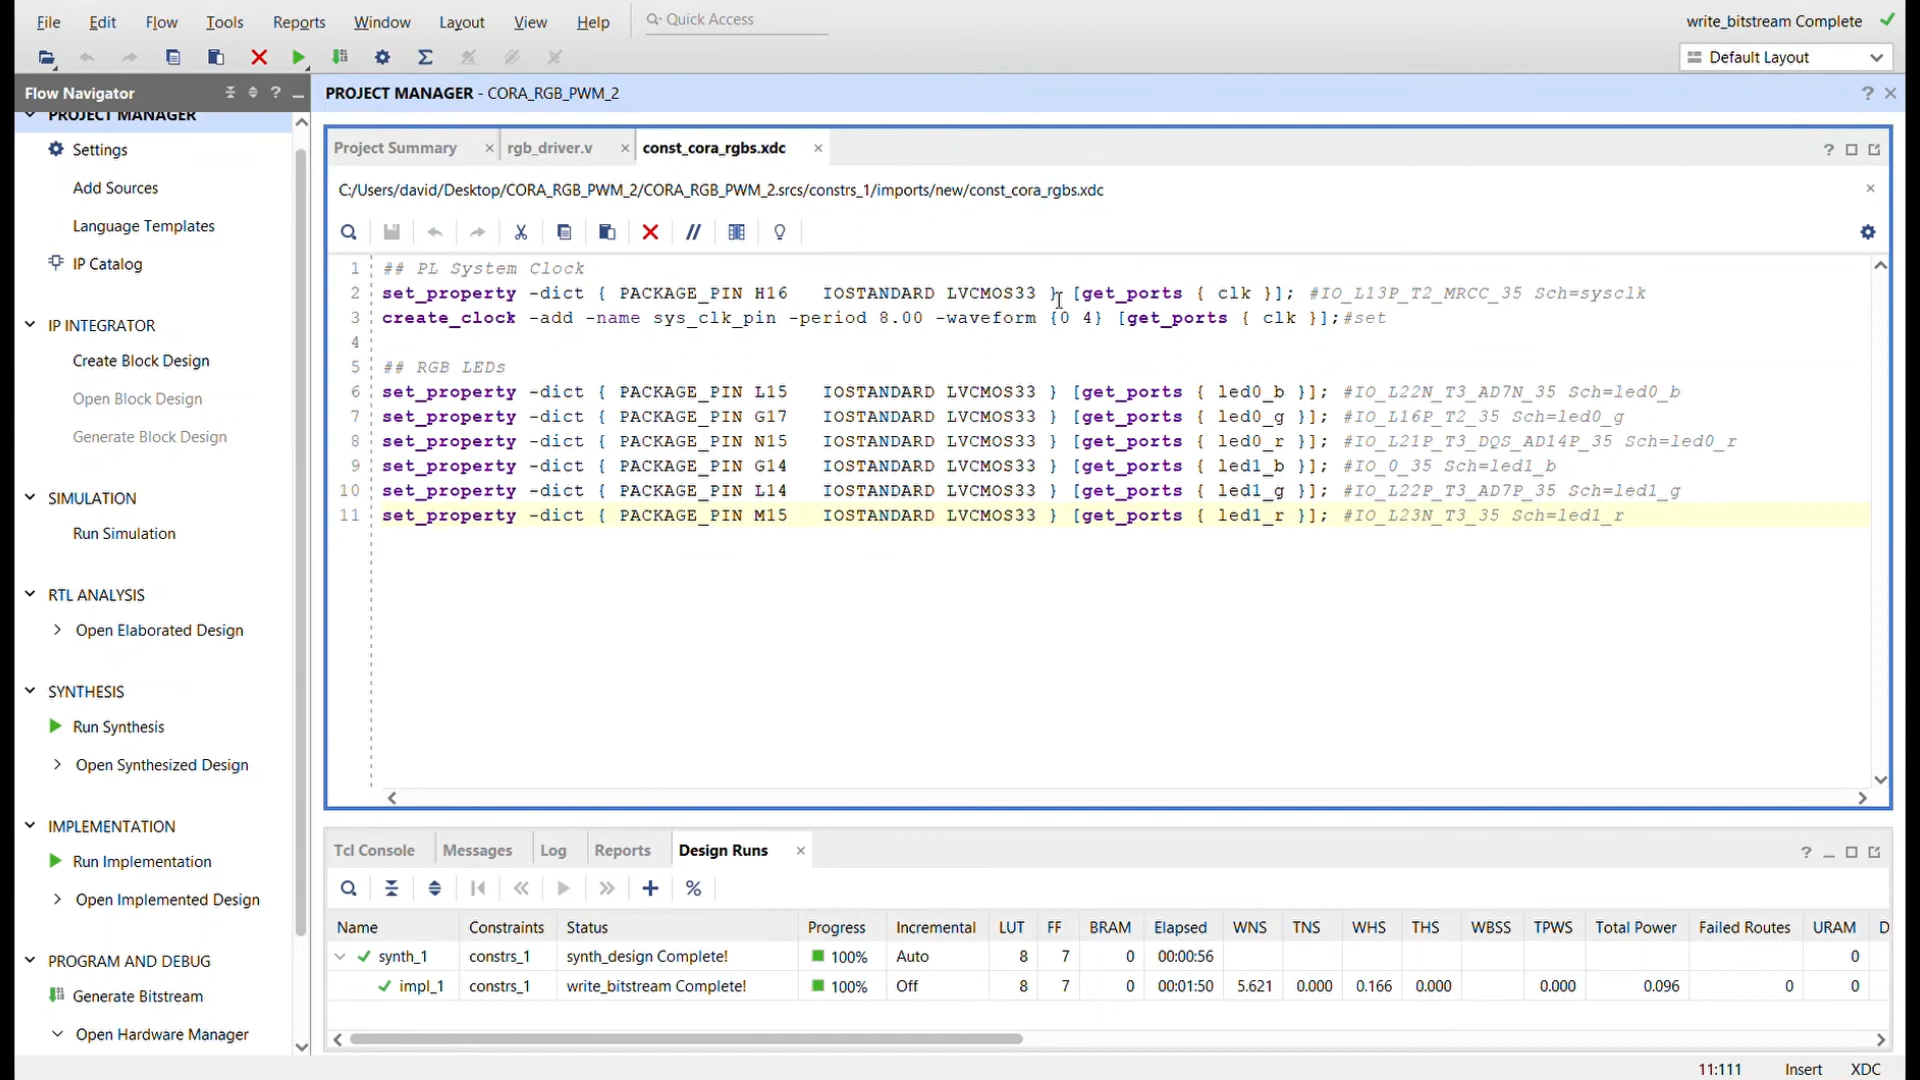 File Edit Flow Tools Reports Window Layout View Help Quick Access write_bitstream Complete
Default Layout
Flow Navigator
PROJECT MANAGER - CORA_RGB_PWM_2
PROJECT MANAGER
Settings
Add Sources
Language Templates
IP Catalog
IP INTEGRATOR
Create Block Design
Open Block Design
Generate Block Design
SIMULATION
Run Simulation
RTL ANALYSIS
Open Elaborated Design
SYNTHESIS
Run Synthesis
Open Synthesized Design
IMPLEMENTATION
Run Implementation
Open Implemented Design
PROGRAM AND DEBUG
Generate Bitstream
Open Hardware Manager
Project Summary rgb_driver.v const_cora_rgbs.xdc
C:/Users/david/Desktop/CORA_RGB_PWM_2/CORA_RGB_PWM_2.srcs/constrs_1/imports/new/const_cora_rgbs.xdc
1 ## PL System Clock
2 set_property -dict { PACKAGE_PIN H16 IOSTANDARD LVCMOS33 } [get_ports { clk }]; #IO_L13P_T2_MRCC_35 Sch=sysclk
3 create_clock -add -name sys_clk_pin -period 8.00 -waveform {0 4} [get_ports { clk }];#set
4
5 ## RGB LEDs
6 set_property -dict { PACKAGE_PIN L15 IOSTANDARD LVCMOS33 } [get_ports { led0_b }]; #IO_L22N_T3_AD7N_35 Sch=led0_b
7 set_property -dict { PACKAGE_PIN G17 IOSTANDARD LVCMOS33 } [get_ports { led0_g }]; #IO_L16P_T2_35 Sch=led0_g
8 set_property -dict { PACKAGE_PIN N15 IOSTANDARD LVCMOS33 } [get_ports { led0_r }]; #IO_L21P_T3_DQS_AD14P_35 Sch=led0_r
9 set_property -dict { PACKAGE_PIN G14 IOSTANDARD LVCMOS33 } [get_ports { led1_b }]; #IO_0_35 Sch=led1_b
10 set_property -dict { PACKAGE_PIN L14 IOSTANDARD LVCMOS33 } [get_ports { led1_g }]; #IO_L22P_T3_AD7P_35 Sch=led1_g
11 set_property -dict { PACKAGE_PIN M15 IOSTANDARD LVCMOS33 } [get_ports { led1_r }]; #IO_L23N_T3_35 Sch=led1_r
Tcl Console Messages Log Reports Design Runs
Name Constraints Status Progress Incremental LUT FF BRAM Elapsed WNS TNS WHS THS WBSS TPWS Total Power Failed Routes URAM D
synth_1 constrs_1 synth_design Complete! 100% Auto 8 7 0 00:00:56 0
impl_1 constrs_1 write_bitstream Complete! 100% Off 8 7 0 00:01:50 5.621 0.000 0.166 0.000 0.000 0.096 0 0
11:111 Insert XDC